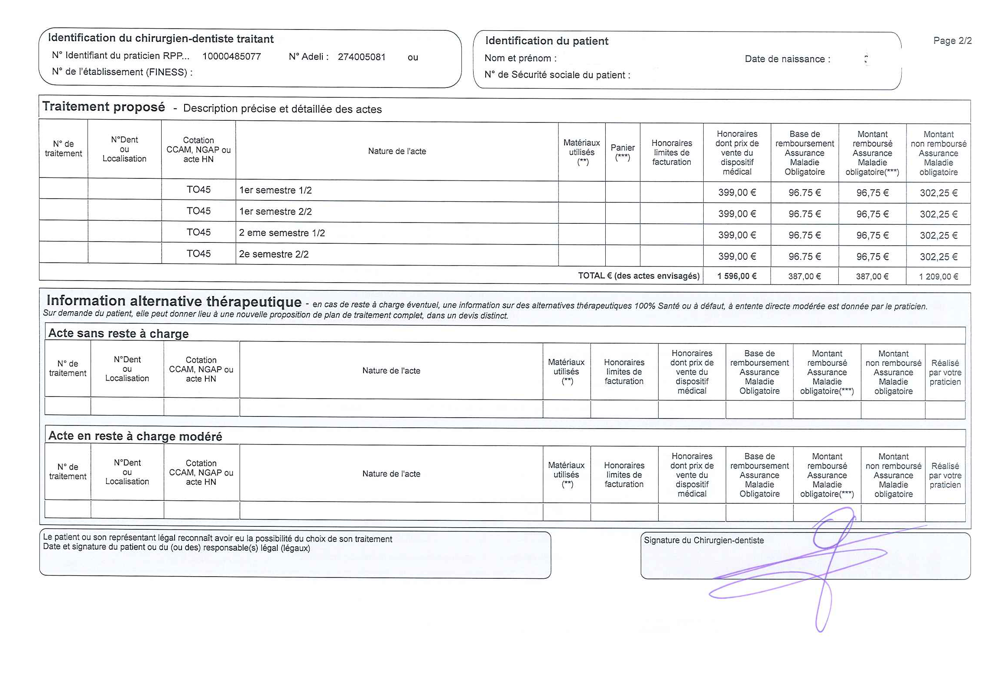 Identification du chirurgien-dentiste traitant
N° Identifiant du praticien RPP... 10000485077 N° Adeli : 274005081 ou
N° de l'établissement (FINESS) :
Identification du patient
Nom et prénom : Date de naissance :
N° de Sécurité sociale du patient :
Page 2/2
Traitement proposé - Description précise et détaillée des actes
N° de traitement | N°Dent ou Localisation | Cotation CCAM, NGAP ou acte HN | Nature de l'acte | Matériaux utilisés (**) | Panier (***) | Honoraires limites de facturation | Honoraires dont prix de vente du dispositif médical | Base de remboursement Assurance Maladie Obligatoire | Montant remboursé Assurance Maladie obligatoire(***) | Montant non remboursé Assurance Maladie obligatoire
TO45 1er semestre 1/2 399,00 € 96.75 € 96,75 € 302,25 €
TO45 1er semestre 2/2 399,00 € 96.75 € 96,75 € 302,25 €
TO45 2 eme semestre 1/2 399,00 € 96.75 € 96,75 € 302,25 €
TO45 2e semestre 2/2 399,00 € 96.75 € 96,75 € 302,25 €
TOTAL € (des actes envisagés) 1 596,00 € 387,00 € 387,00 € 1 209,00 €
Information alternative thérapeutique - en cas de reste à charge éventuel, une information sur des alternatives thérapeutiques 100% Santé ou à défaut, à entente directe modérée est donnée par le praticien.
Sur demande du patient, elle peut donner lieu à une nouvelle proposition de plan de traitement complet, dans un devis distinct.
Acte sans reste à charge
N° de traitement | N°Dent ou Localisation | Cotation CCAM, NGAP ou acte HN | Nature de l'acte | Matériaux utilisés (**) | Honoraires limites de facturation | Honoraires dont prix de vente du dispositif médical | Base de remboursement Assurance Maladie Obligatoire | Montant remboursé Assurance Maladie obligatoire(***) | Montant non remboursé Assurance Maladie obligatoire | Réalisé par votre praticien
Acte en reste à charge modéré
N° de traitement | N°Dent ou Localisation | Cotation CCAM, NGAP ou acte HN | Nature de l'acte | Matériaux utilisés (**) | Honoraires limites de facturation | Honoraires dont prix de vente du dispositif médical | Base de remboursement Assurance Maladie Obligatoire | Montant remboursé Assurance Maladie obligatoire(***) | Montant non remboursé Assurance Maladie obligatoire | Réalisé par votre praticien
Le patient ou son représentant légal reconnaît avoir eu la possibilité du choix de son traitement
Date et signature du patient ou du (ou des) responsable(s) légal (légaux)
Signature du Chirurgien-dentiste